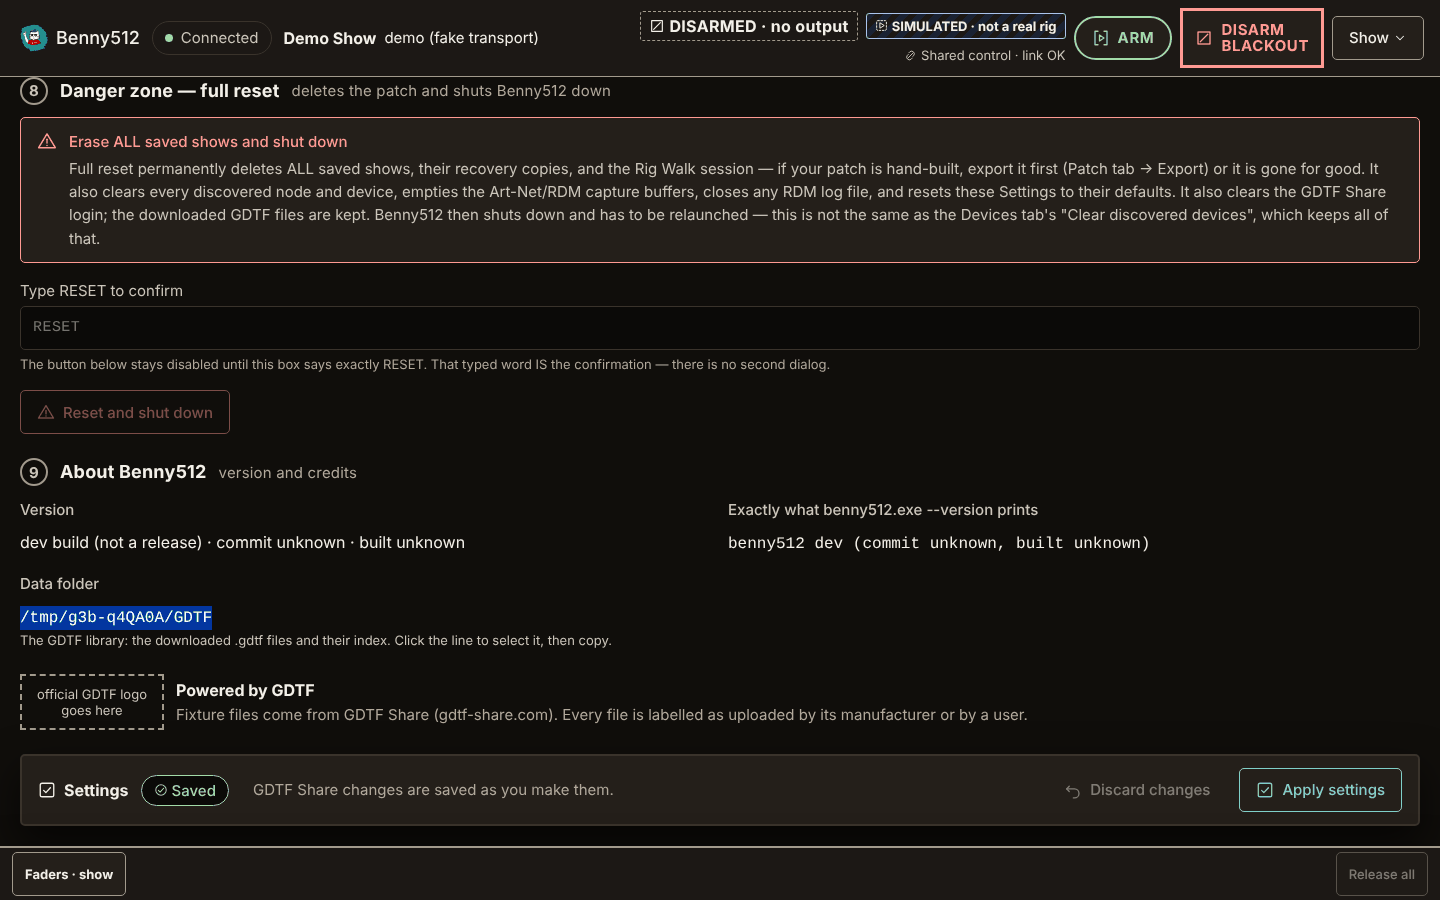 Benny512
Connected
Demo Show demo (fake transport)
DISARMED · no output
SIMULATED · not a real rig
Shared control · link OK
ARM
DISARM
BLACKOUT
Show
8 Danger zone — full reset deletes the patch and shuts Benny512 down
Erase ALL saved shows and shut down
Full reset permanently deletes ALL saved shows, their recovery copies, and the Rig Walk session — if your patch is hand-built, export it first (Patch tab → Export) or it is gone for good. It
also clears every discovered node and device, empties the Art-Net/RDM capture buffers, closes any RDM log file, and resets these Settings to their defaults. It also clears the GDTF Share
login; the downloaded GDTF files are kept. Benny512 then shuts down and has to be relaunched — this is not the same as the Devices tab's "Clear discovered devices", which keeps all of
that.
Type RESET to confirm
RESET
The button below stays disabled until this box says exactly RESET. That typed word IS the confirmation — there is no second dialog.
Reset and shut down
9 About Benny512 version and credits
Version
dev build (not a release) · commit unknown · built unknown
Exactly what benny512.exe --version prints
benny512 dev (commit unknown, built unknown)
Data folder
/tmp/g3b-q4QA0A/GDTF
The GDTF library: the downloaded .gdtf files and their index. Click the line to select it, then copy.
official GDTF logo
goes here
Powered by GDTF
Fixture files come from GDTF Share (gdtf-share.com). Every file is labelled as uploaded by its manufacturer or by a user.
Settings
Saved
GDTF Share changes are saved as you make them.
Discard changes
Apply settings
Faders · show
Release all